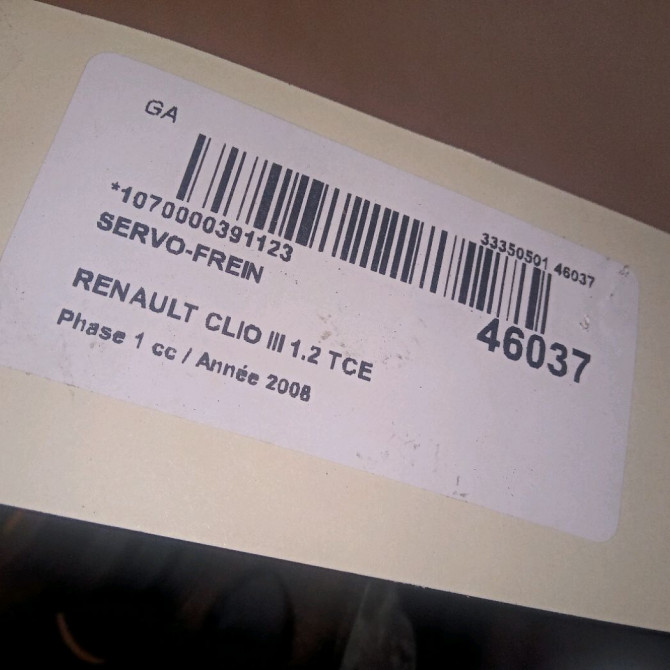 GA
*1070000391123
33350501 46037
SERVO-FREIN
46037
RENAULT CLIO III 1.2 TCE
Phase 1 cc / Année 2008